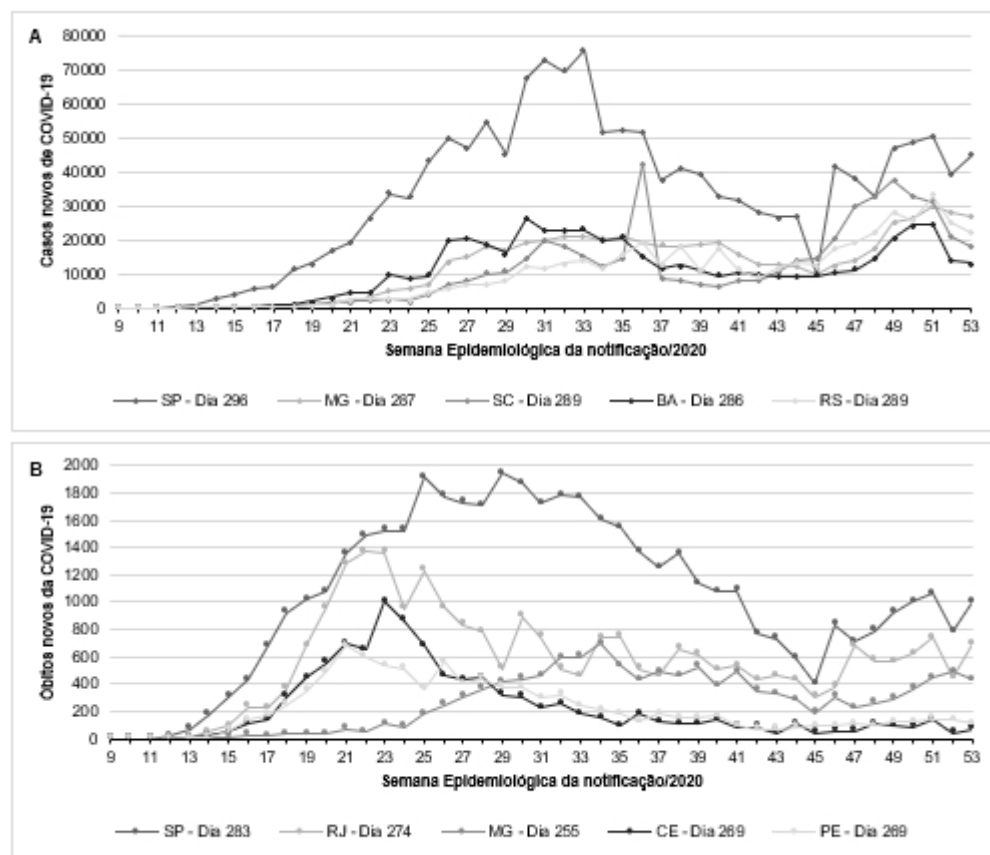 A
80000
70000
60000
50000
40000
30000
20000
10000
0
Casos novos de COVID-19
9 11 13 15 17 19 21 23 25 27 29 31 33 35 37 39 41 43 45 47 49 51 53
Semana Epidemiológica da notificação/2020
SP - Dia 296 MG - Dia 287 SC - Dia 289 BA - Dia 286 RS - Dia 289
B
2000
1800
1600
1400
1200
1000
800
600
400
200
0
Óbitos novos da COVID-19
9 11 13 15 17 19 21 23 25 27 29 31 33 35 37 39 41 43 45 47 49 51 53
Semana Epidemiológica da notificação/2020
SP - Dia 283 RJ - Dia 274 MG - Dia 255 CE - Dia 269 PE - Dia 269